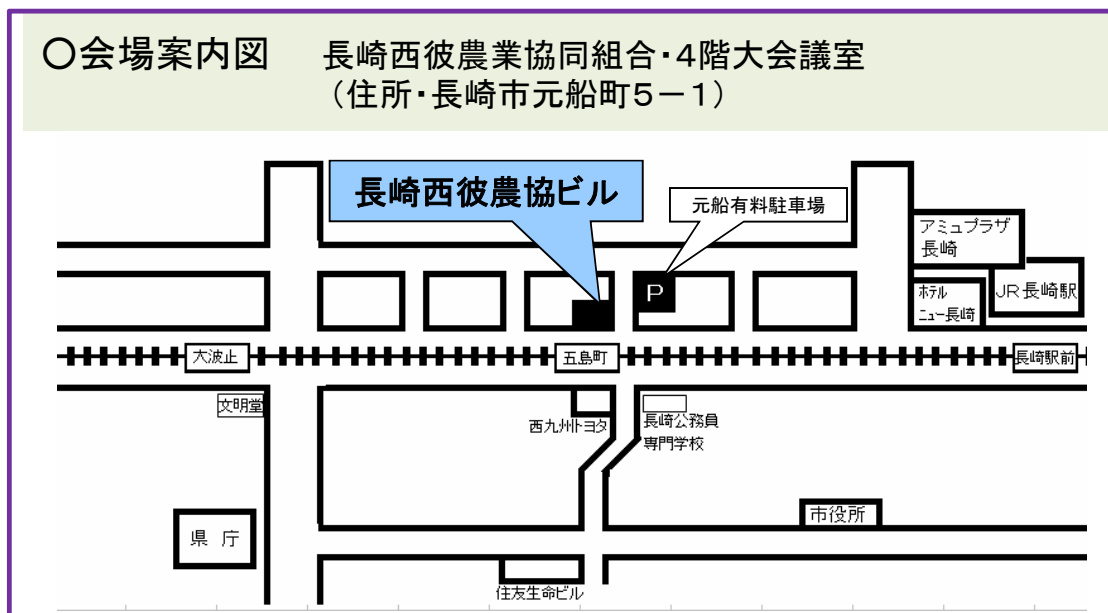 〇会場案内図　長崎西彼農業協同組合・4階大会議室
（住所・長崎市元船町5－1）
長崎西彼農協ビル
元船有料駐車場
アミュプラザ
長崎
P
ホテル
ニュー長崎
JR長崎駅
大波止
五島町
長崎駅前
文明堂
西九州トヨタ
長崎公務員
専門学校
県 庁
市役所
住友生命ビル